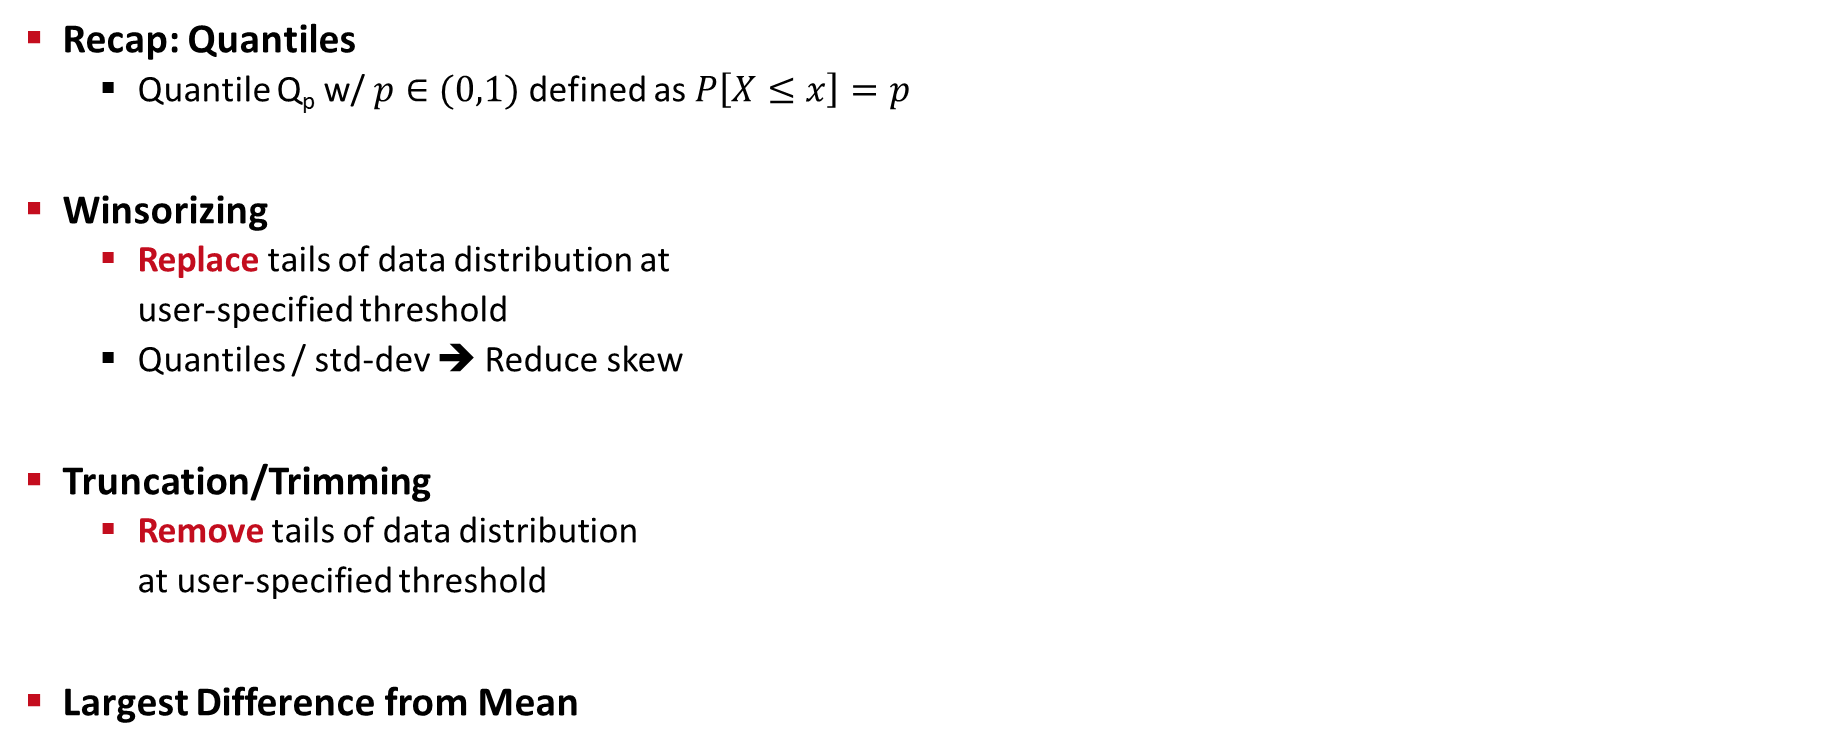 ▪ Recap: Quantiles
▪ Quantile Qp w/ p ∈ (0,1) defined as P[X ≤ x] = p
▪ Winsorizing
▪ Replace tails of data distribution at
user-specified threshold
▪ Quantiles / std-dev ➔ Reduce skew
▪ Truncation/Trimming
▪ Remove tails of data distribution
at user-specified threshold
▪ Largest Difference from Mean